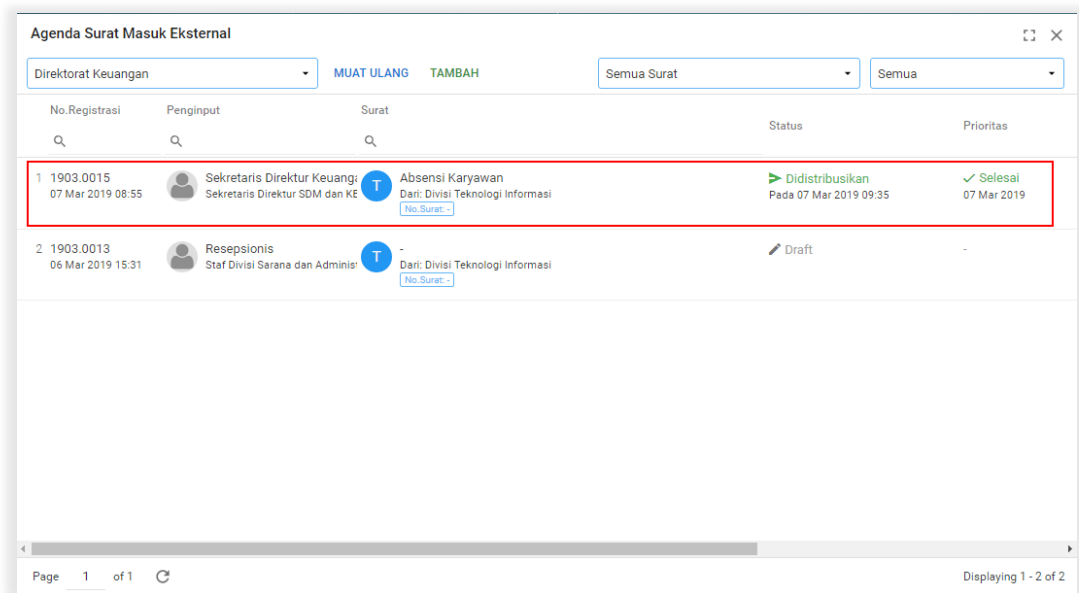 Agenda Surat Masuk Eksternal
Direktorat Keuangan MUAT ULANG TAMBAH Semua Surat Semua
No.Registrasi Penginput Surat Status Prioritas
1 1903.0015 Sekretaris Direktur Keuanga T Absensi Karyawan Didistribusikan Selesai
07 Mar 2019 08:55 Sekretaris Direktur SDM dan KE Dari: Divisi Teknologi Informasi Pada 07 Mar 2019 09:35 07 Mar 2019
No.Surat: -
2 1903.0013 Resepsionis T - Draft -
06 Mar 2019 15:31 Staf Divisi Sarana dan Adminis Dari: Divisi Teknologi Informasi
No.Surat: -
Page 1 of 1 Displaying 1 - 2 of 2